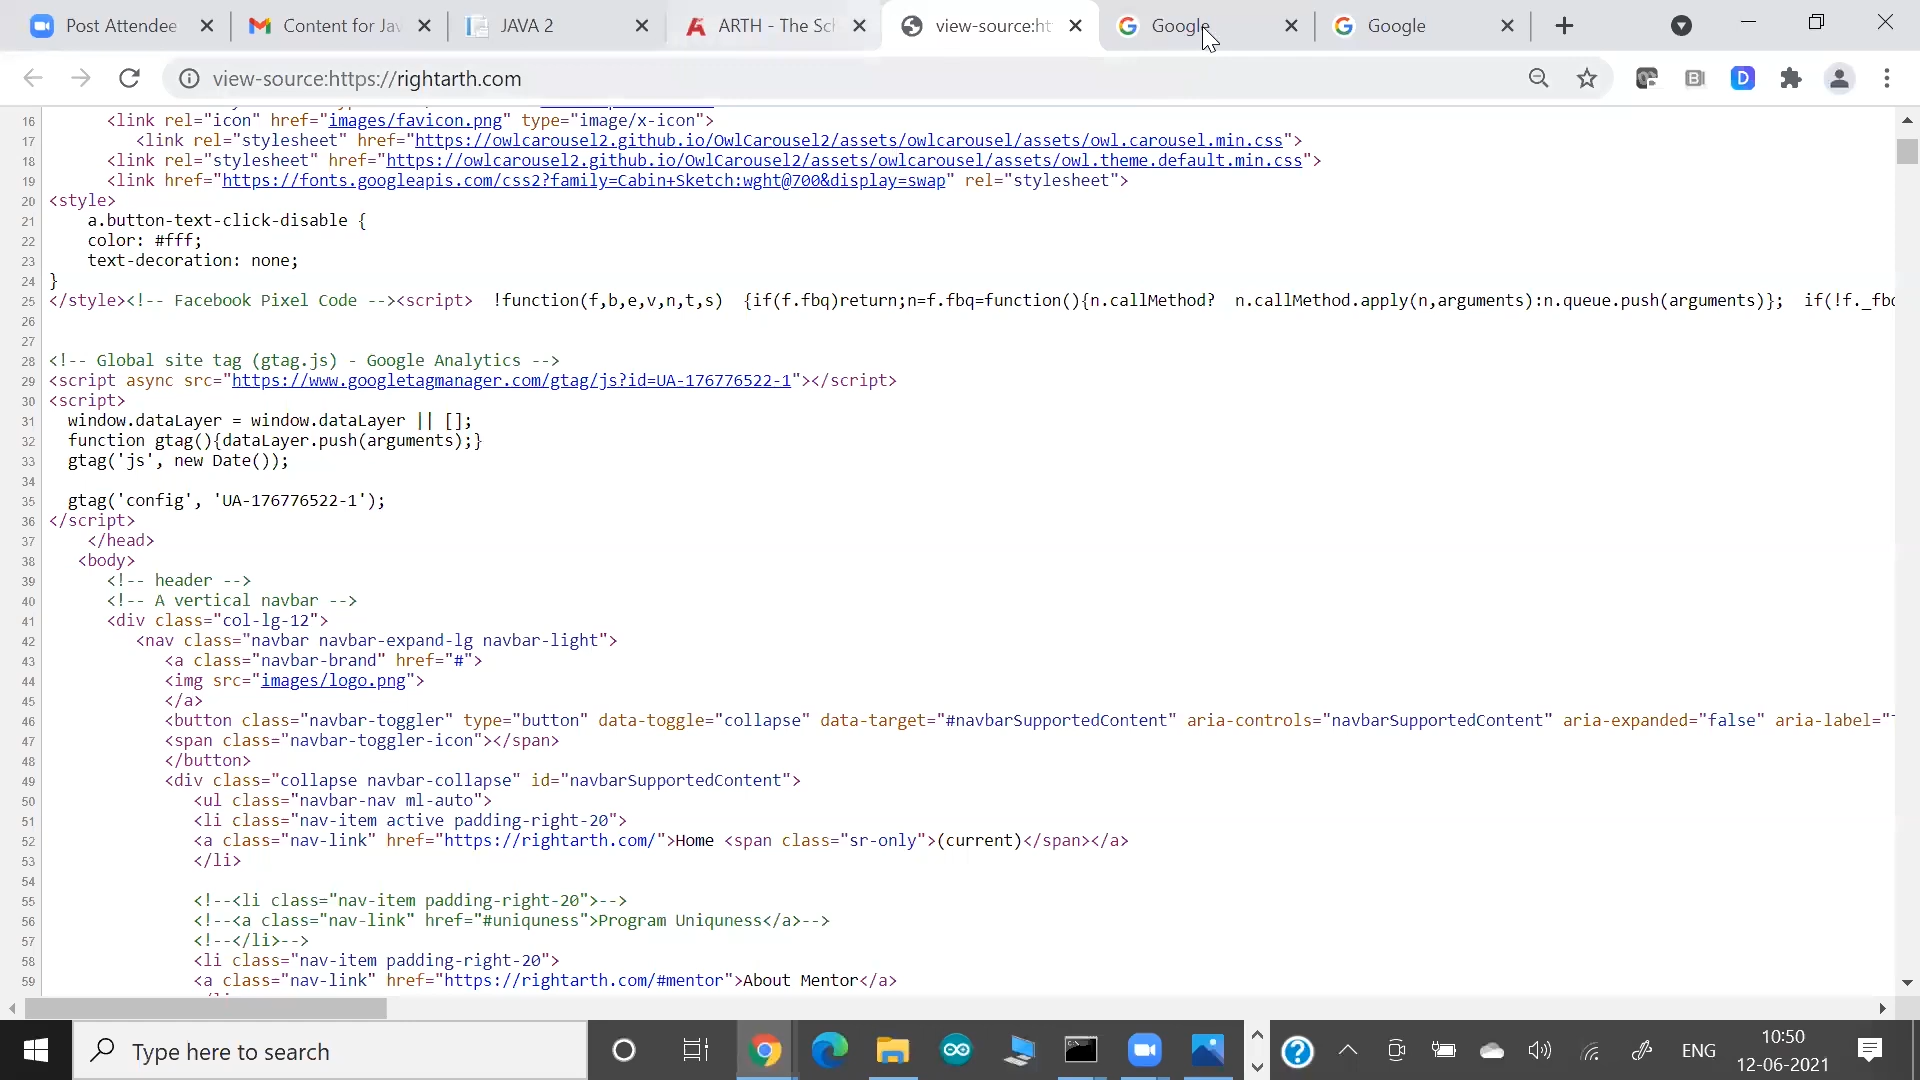 Post Attendee
Content for Jav
JAVA 2
ARTH - The Sch
view-source:ht
Google
Google
view-source:https://rightarth.com
16 <link rel="icon" href="images/favicon.png" type="image/x-icon">
17 <link rel="stylesheet" href="https://owlcarousel2.github.io/OwlCarousel2/assets/owlcarousel/assets/owl.carousel.min.css">
18 <link rel="stylesheet" href="https://owlcarousel2.github.io/OwlCarousel2/assets/owlcarousel/assets/owl.theme.default.min.css">
19 <link href="https://fonts.googleapis.com/css2?family=Cabin+Sketch:wght@700&display=swap" rel="stylesheet">
20 <style>
21 a.button-text-click-disable {
22 color: #fff;
23 text-decoration: none;
24 }
25 </style><!-- Facebook Pixel Code --><script> !function(f,b,e,v,n,t,s) {if(f.fbq)return;n=f.fbq=function(){n.callMethod? n.callMethod.apply(n,arguments):n.queue.push(arguments)}; if(!f._fbq
26
27
28 <!-- Global site tag (gtag.js) - Google Analytics -->
29 <script async src="https://www.googletagmanager.com/gtag/js?id=UA-176776522-1"></script>
30 <script>
31 window.dataLayer = window.dataLayer || [];
32 function gtag(){dataLayer.push(arguments);}
33 gtag('js', new Date());
34
35 gtag('config', 'UA-176776522-1');
36 </script>
37 </head>
38 <body>
39 <!-- header -->
40 <!-- A vertical navbar -->
41 <div class="col-lg-12">
42 <nav class="navbar navbar-expand-lg navbar-light">
43 <a class="navbar-brand" href="#">
44 <img src="images/logo.png">
45 </a>
46 <button class="navbar-toggler" type="button" data-toggle="collapse" data-target="#navbarSupportedContent" aria-controls="navbarSupportedContent" aria-expanded="false" aria-label="
47 <span class="navbar-toggler-icon"></span>
48 </button>
49 <div class="collapse navbar-collapse" id="navbarSupportedContent">
50 <ul class="navbar-nav ml-auto">
51 <li class="nav-item active padding-right-20">
52 <a class="nav-link" href="https://rightarth.com/">Home <span class="sr-only">(current)</span></a>
53 </li>
54
55 <!--<li class="nav-item padding-right-20">-->
56 <!--<a class="nav-link" href="#uniquness">Program Uniquness</a>-->
57 <!--</li>-->
58 <li class="nav-item padding-right-20">
59 <a class="nav-link" href="https://rightarth.com/#mentor">About Mentor</a>
Type here to search
ENG
10:50
12-06-2021